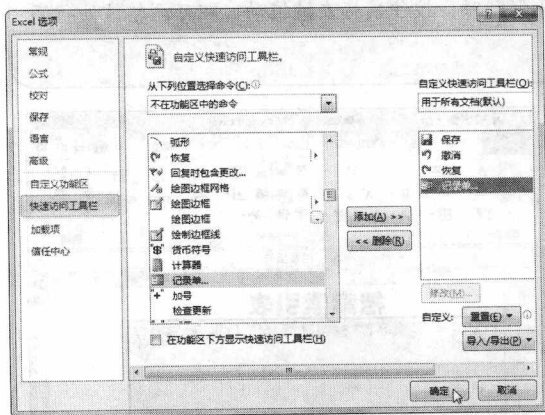 Excel 选项
常规
公式
校对
保存
语言
高级
自定义功能区
快速访问工具栏
加载项
信任中心
自定义快速访问工具栏。
从下列位置选择命令(C):
不在功能区中的命令
弧形
恢复
回复时包含更改...
绘图边框网格
绘图边框
绘图边框
绘制边框线
货币符号
计算器
记录单...
加号
检查更新
在功能区下方显示快速访问工具栏(H)
添加(A) >>
<< 删除(R)
自定义快速访问工具栏(Q):
用于所有文档(默认)
保存
撤消
恢复
记录单...
修改(M)...
自定义:
重置(E)
导入/导出(P)
确定
取消